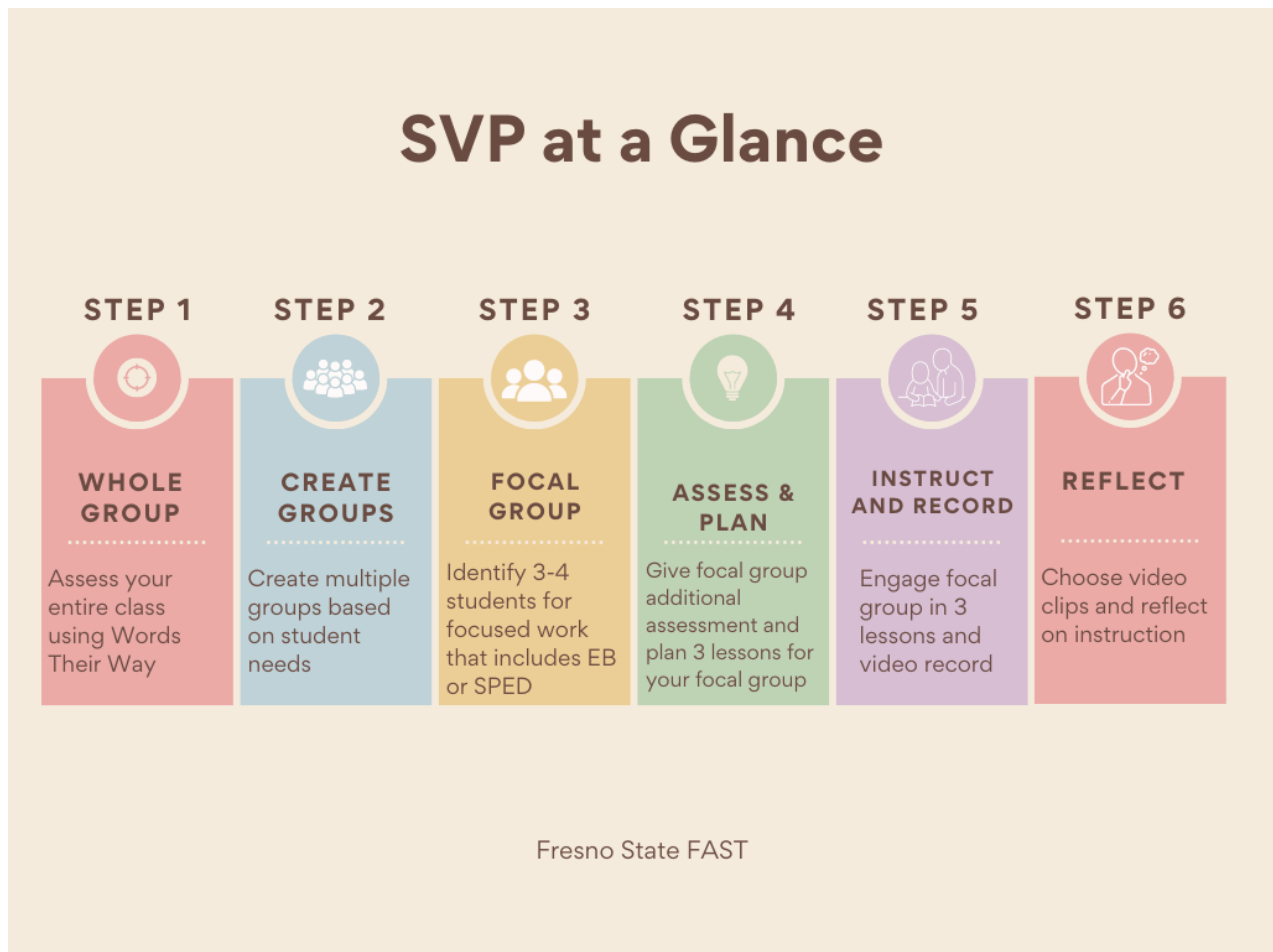 SVP at a Glance
STEP 1
WHOLE
GROUP
Assess your
entire class
using Words
Their Way
STEP 2
CREATE
GROUPS
Create multiple
groups based
on student
needs
STEP 3
FOCAL
GROUP
Identify 3-4
students for
focused work
that includes EB
or SPED
STEP 4
ASSESS &
PLAN
Give focal group
additional
assessment and
plan 3 lessons for
your focal group
STEP 5
INSTRUCT
AND RECORD
Engage focal
group in 3
lessons and
video record
STEP 6
REFLECT
Choose video
clips and reflect
on instruction
Fresno State FAST